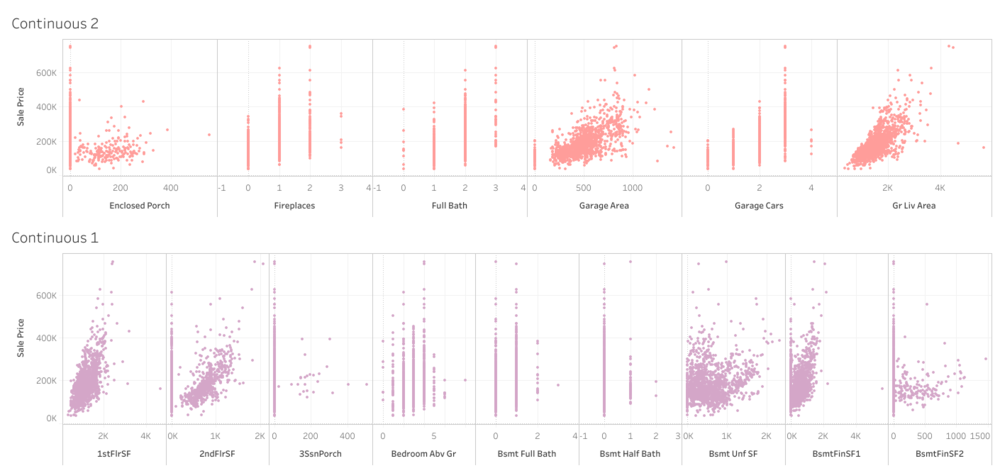 Continuous 2
Sale Price
600K
400K
200K
0K
0 200 400 -1 0 1 2 3 4 -1 0 1 2 3 4 0 500 1000 0 2 4 2K 4K
Enclosed Porch Fireplaces Full Bath Garage Area Garage Cars Gr Liv Area
Continuous 1
Sale Price
600K
400K
200K
0K
2K 4K 0K 1K 2K 0 200 400 0 5 0 2 4 -1 0 1 2 3 0K 1K 2K 0K 2K 4K 0 500 1000 1500
1stFlrSF 2ndFlrSF 3SsnPorch Bedroom Abv Gr Bsmt Full Bath Bsmt Half Bath Bsmt Unf SF BsmtFinSF1 BsmtFinSF2